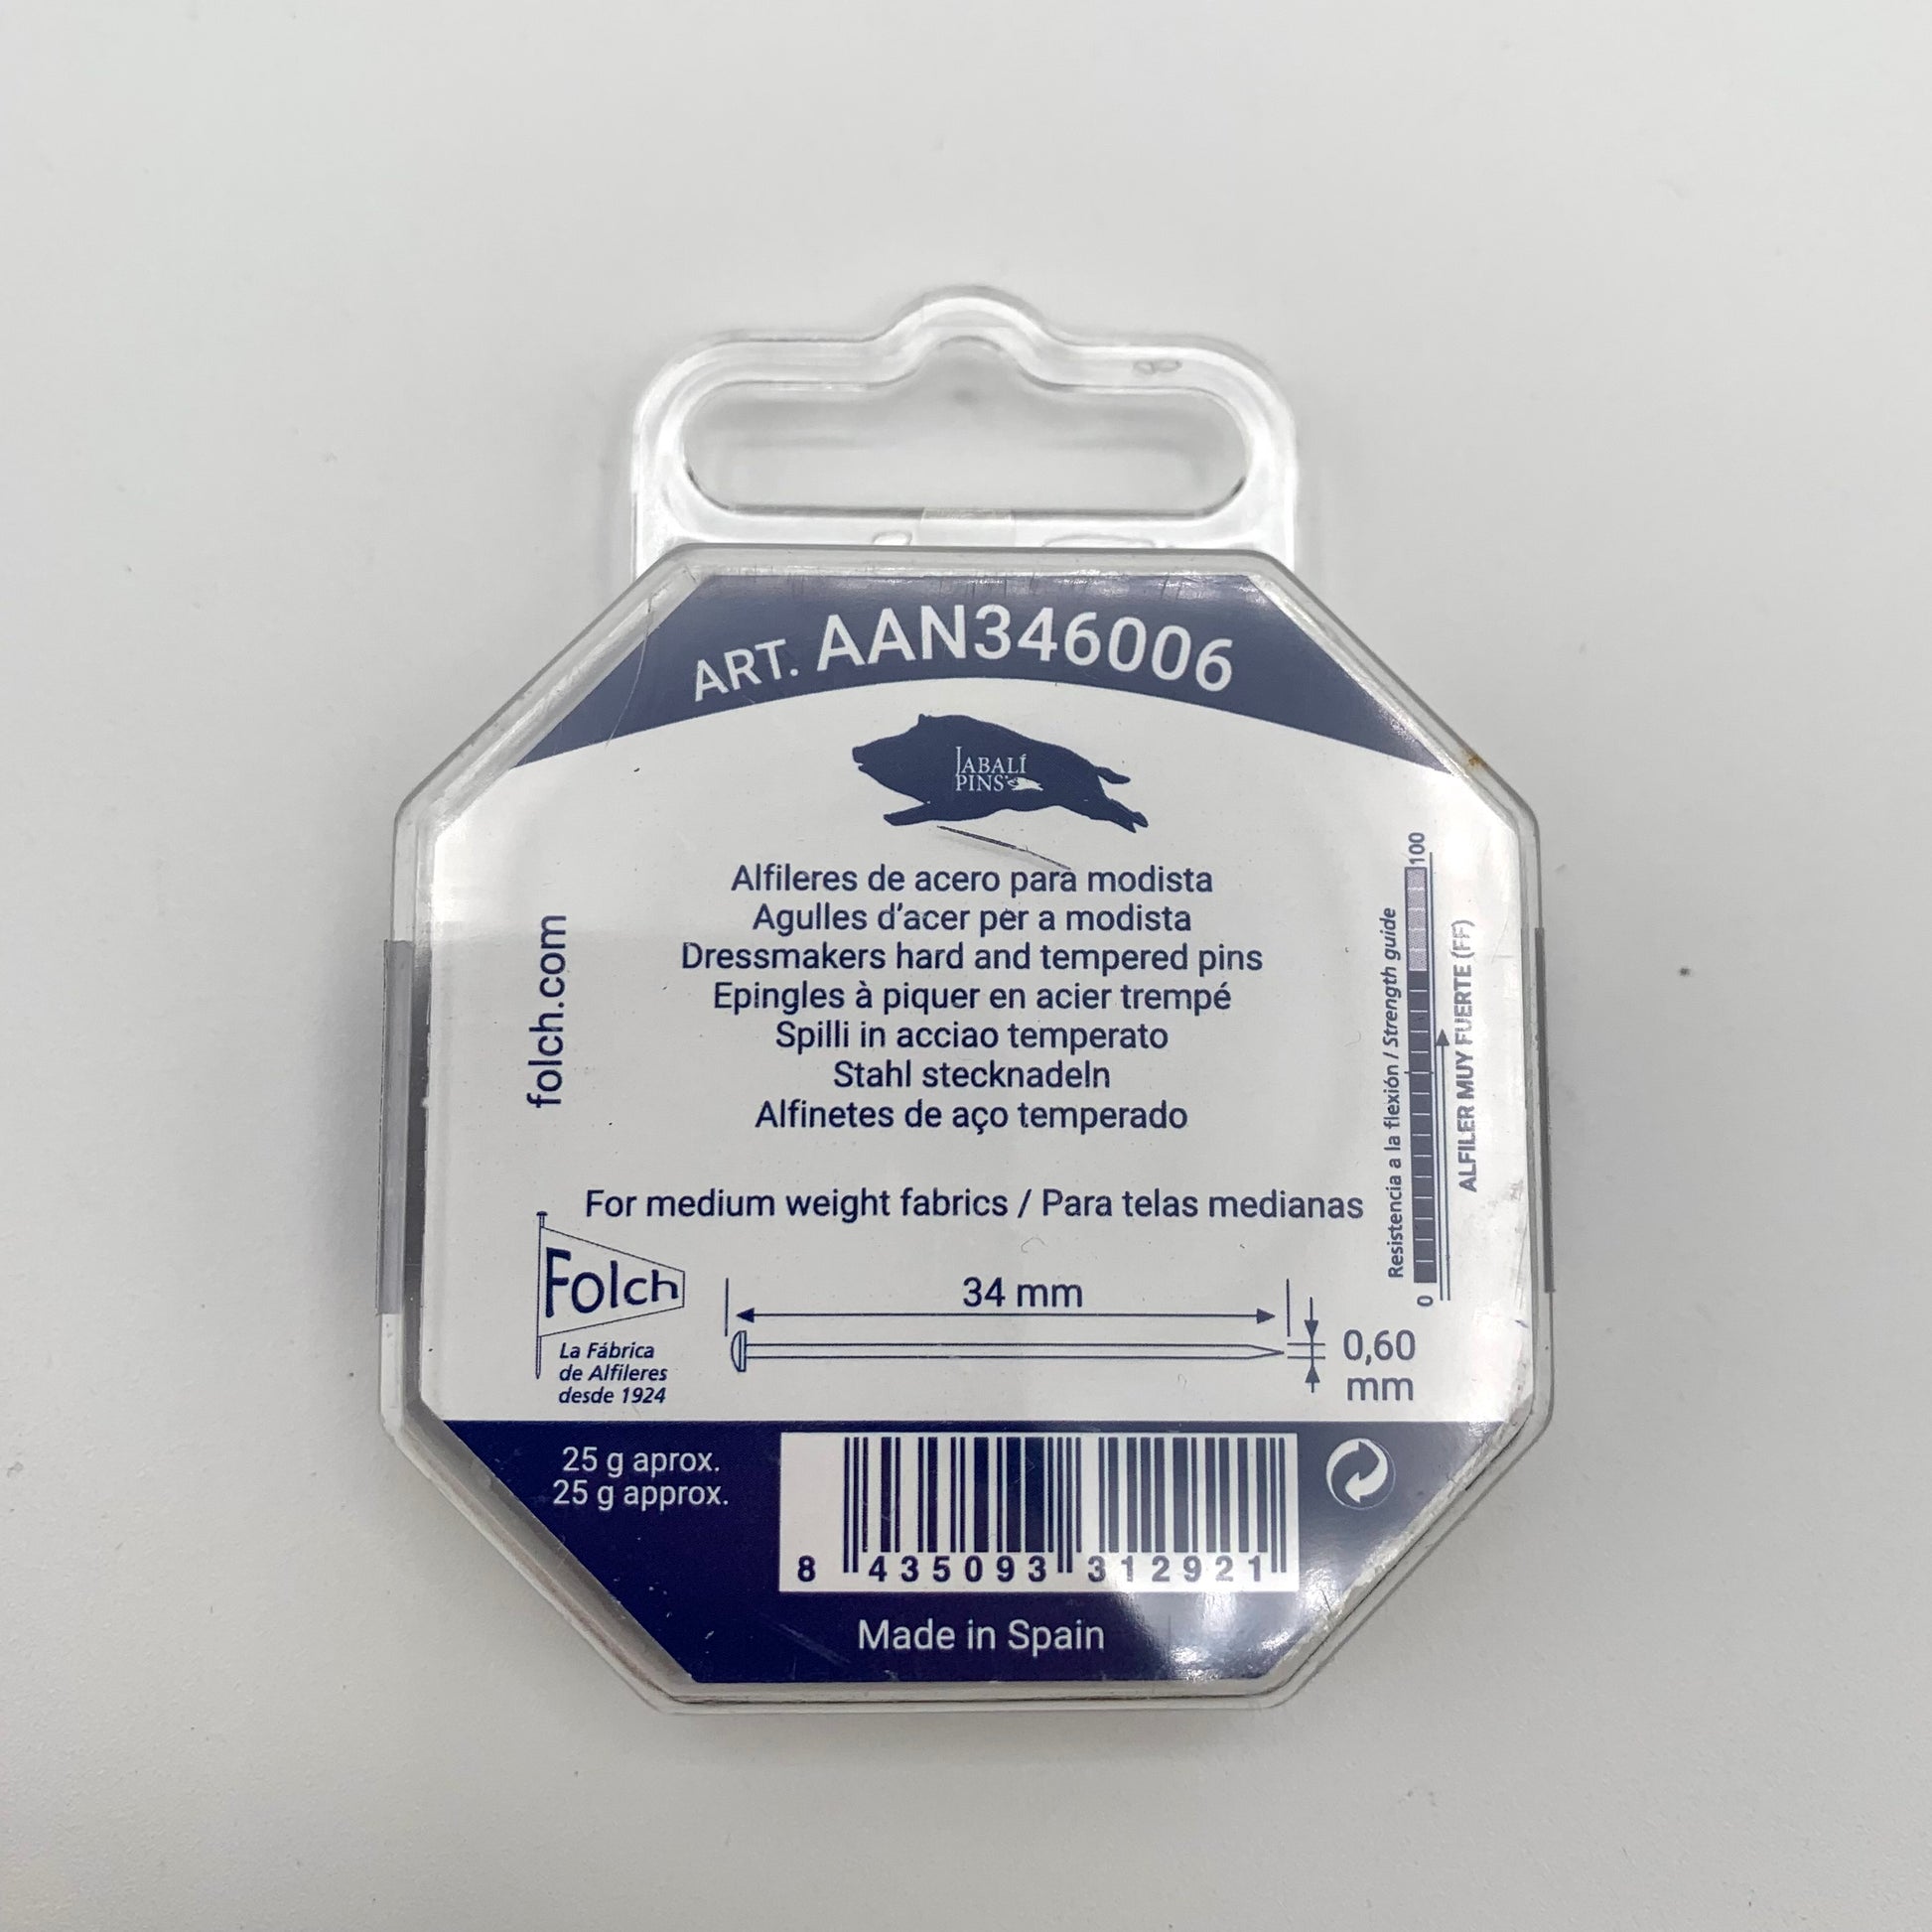 ART. AAN346006
JABALÍ
PINS
Alfileres de acero para modista
Agulles d'acer per a modista
Dressmakers hard and tempered pins
Epingles à piquer en acier trempé
Spilli in acciao temperato
Stahl stecknadeln
Alfinetes de aço temperado
folch.com
Resistencia a la flexión / Strength guide
0
100
ALFILER MUY FUERTE (FF)
For medium weight fabrics / Para telas medianas
Folch
La Fábrica
de Alfileres
desde 1924
34 mm
0,60
mm
25 g aprox.
25 g approx.
8 435093 312921
Made in Spain